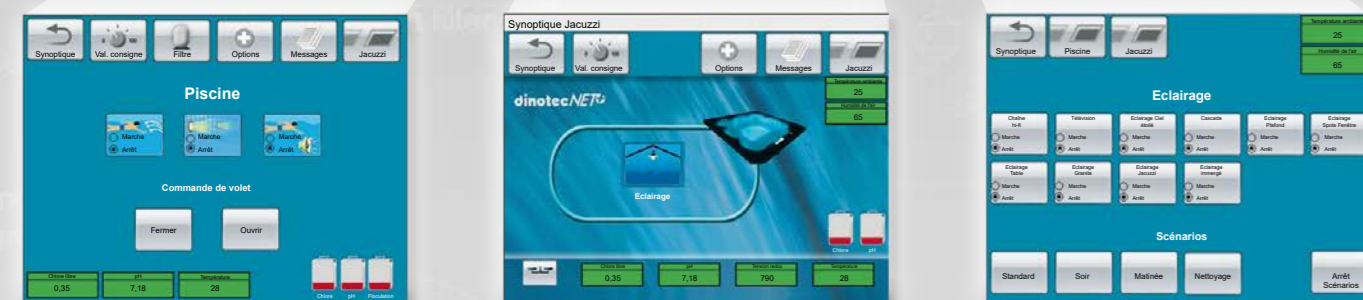 Synoptique Val. consigne Filtre Options Messages Jacuzzi
Piscine
Marche Marche Marche
Arrêt Arrêt Arrêt
Commande de volet
Fermer Ouvrir
Chlore libre pH Température
0,35 7,18 28
Chlore pH Floculation
Synoptique Jacuzzi
Synoptique Val. consigne Options Messages Jacuzzi
Température ambiante
25
Humidité de l'air
65
dinotecNET+
Eclairage
Chlore pH
Chlore libre pH Tension redox Température
0,35 7,18 790 28
Synoptique Piscine Jacuzzi
Température ambiante
25
Humidité de l'air
65
Eclairage
Chaîne Télévision Eclairage Ciel Cascade Eclairage Eclairage
hi-fi étoilé Plafond Spots Fenêtre
Marche Marche Marche Marche Marche Marche
Arrêt Arrêt Arrêt Arrêt Arrêt Arrêt
Eclairage Eclairage Eclairage Eclairage
Table Granite Jacuzzi immergé
Marche Marche Marche Marche
Arrêt Arrêt Arrêt Arrêt
Scénarios
Standard Soir Matinée Nettoyage Arrêt
Scénarios